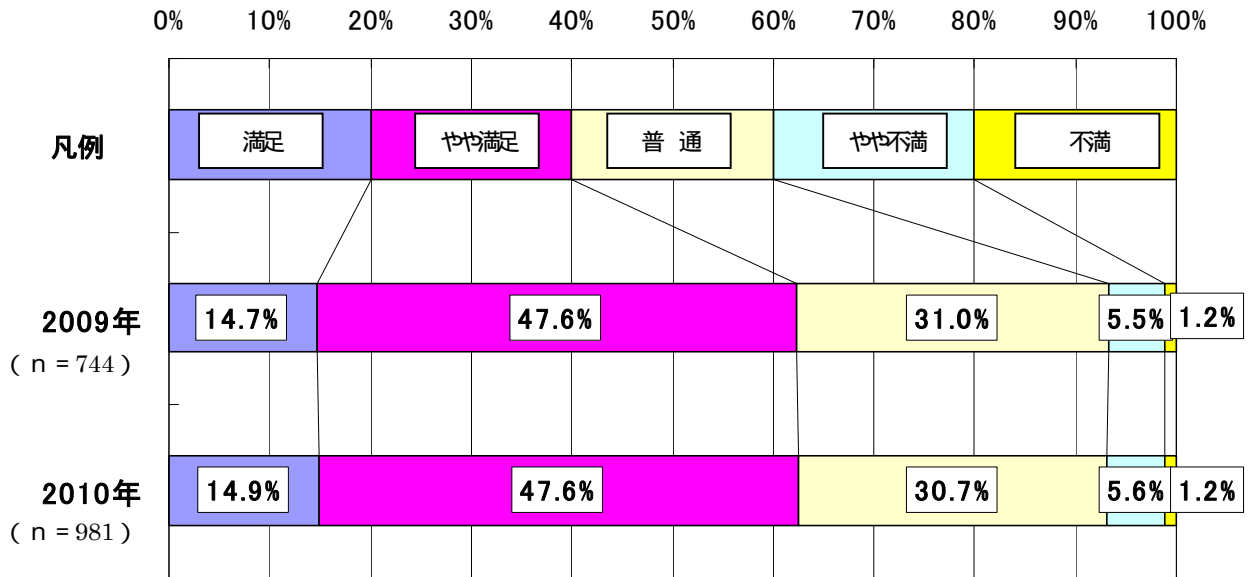 0% 10% 20% 30% 40% 50% 60% 70% 80% 90% 100%
凡例 満足 やや満足 普 通 やや不満 不満
2009年 14.7% 47.6% 31.0% 5.5% 1.2%
(n=744)
2010年 14.9% 47.6% 30.7% 5.6% 1.2%
(n=981)